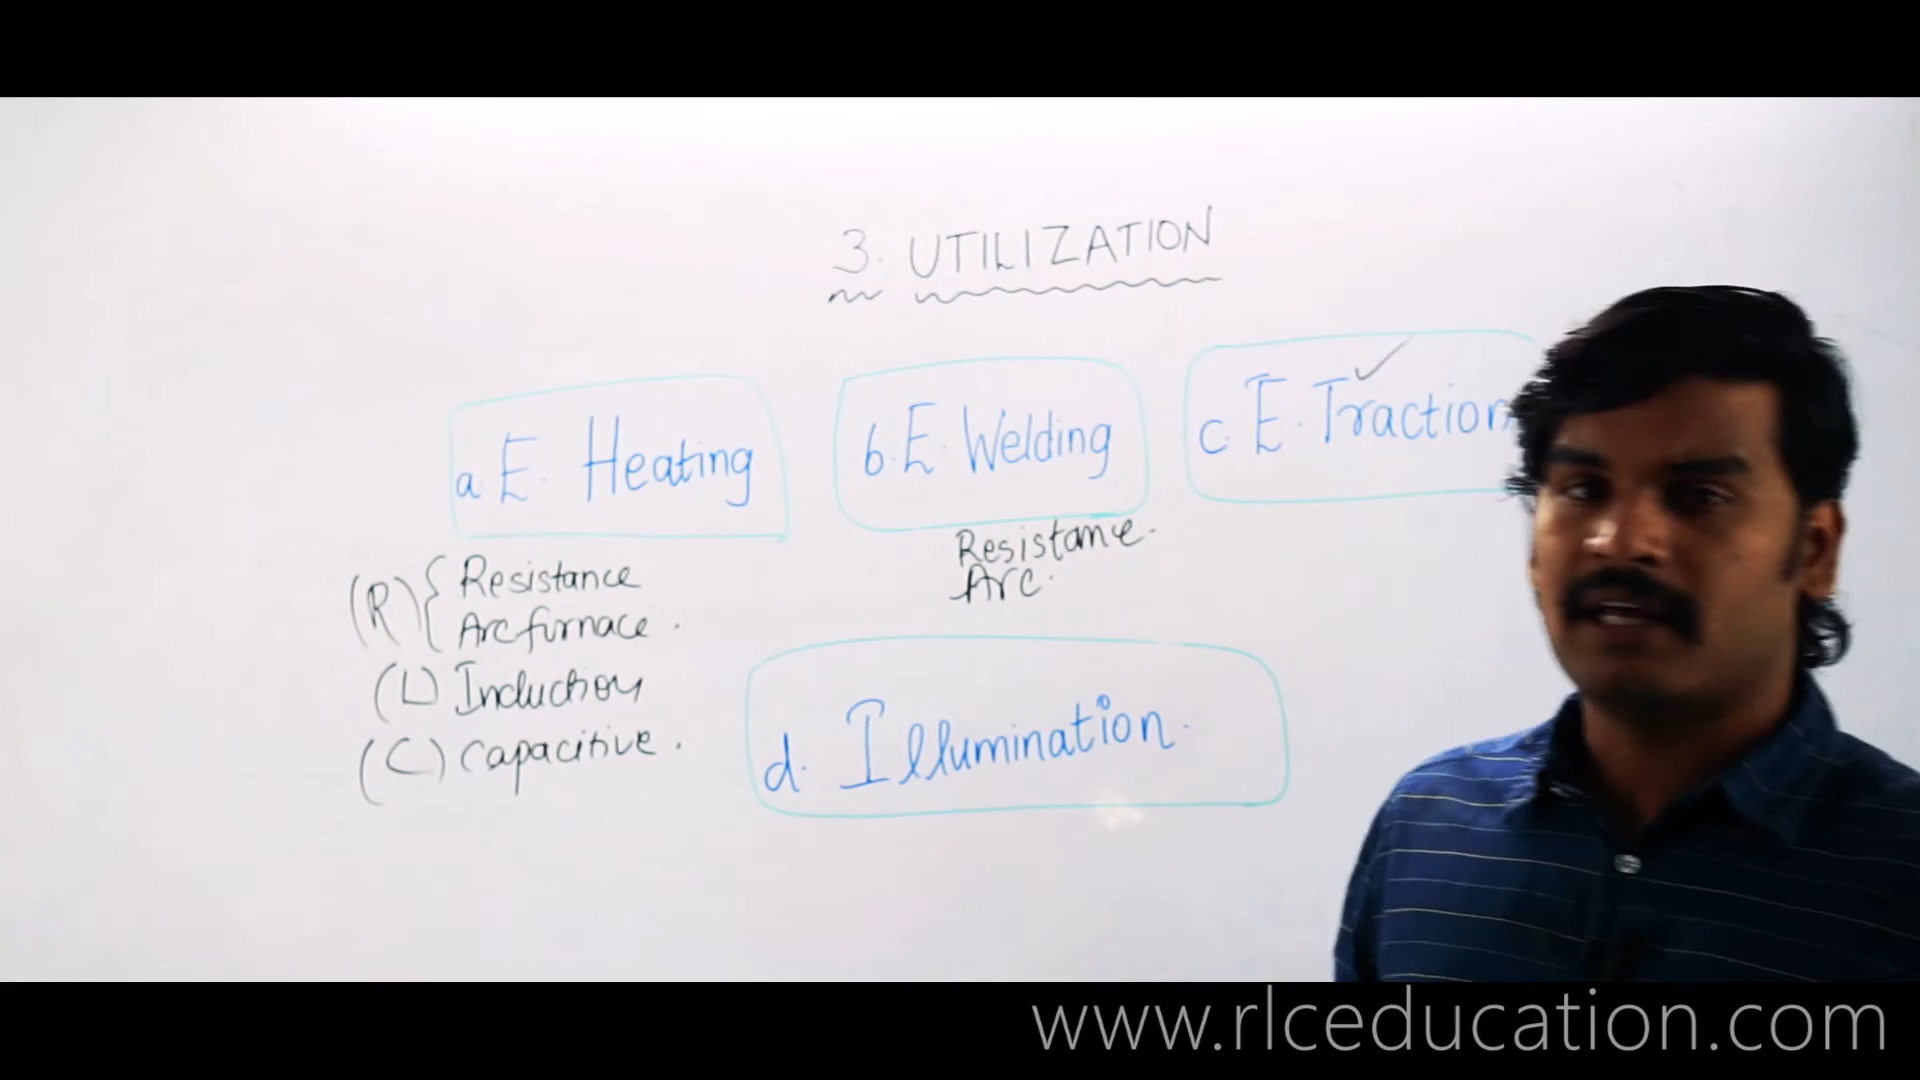 3. UTILIZATION
a. E. Heating
b. E. Welding
c. E. Traction
(R) { Resistance
Arc furnace.
(L) Induction
(C) Capacitive.
Resistance.
Arc.
d. Illumination.
www.rlceducation.com